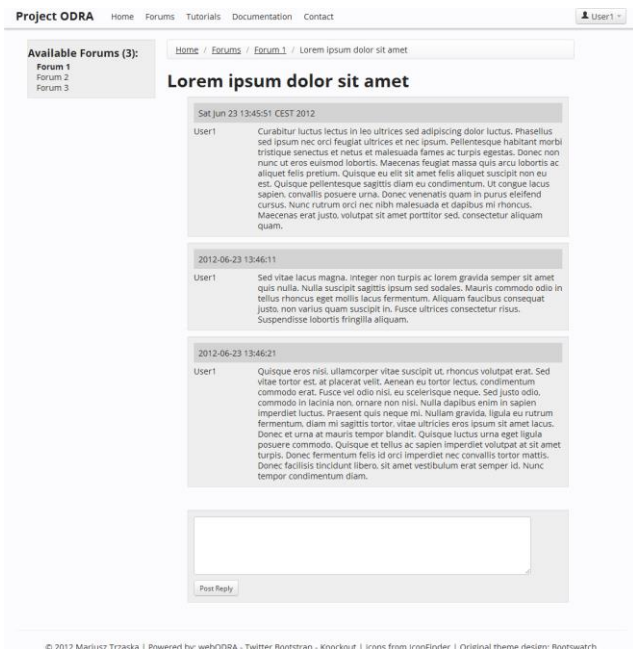 Project ODRA Home Forums Tutorials Documentation Contact User1
Available Forums (3):
Forum 1
Forum 2
Forum 3
Home / Forums / Forum 1 / Lorem ipsum dolor sit amet
Lorem ipsum dolor sit amet
Sat Jun 23 13:45:51 CEST 2012
User1
Curabitur luctus lectus in leo ultrices sed adipiscing dolor luctus. Phasellus
sed ipsum nec orci feugiat ultrices et nec ipsum. Pellentesque habitant morbi
tristique senectus et netus et malesuada fames ac turpis egestas. Donec non
nunc ut eros euismod lobortis. Maecenas feugiat massa quis arcu lobortis ac
aliquet felis pretium. Quisque eu elit sit amet felis aliquet suscipit non eu
est. Quisque pellentesque sagittis diam eu condimentum. Ut congue lacus
sapien, convallis posuere urna. Donec venenatis quam in purus eleifend
cursus. Nunc rutrum orci nec nibh malesuada et dapibus mi rhoncus.
Maecenas erat justo, volutpat sit amet porttitor sed, consectetur aliquam
quam.
2012-06-23 13:46:11
User1
Sed vitae lacus magna. Integer non turpis ac lorem gravida semper sit amet
quis nulla. Nulla suscipit sagittis ipsum sed sodales. Mauris commodo odio in
tellus rhoncus eget mollis lacus fermentum. Aliquam faucibus consequat
justo, non varius quam suscipit in. Fusce ultrices consectetur risus.
Suspendisse lobortis fringilla aliquam.
2012-06-23 13:46:21
User1
Quisque eros nisi, ullamcorper vitae suscipit ut, rhoncus volutpat erat. Sed
vitae tortor est, at placerat velit. Aenean eu tortor lectus, condimentum
commodo erat. Fusce vel odio nisi, eu scelerisque neque. Sed justo odio,
commodo in lacinia non, ornare non nisi. Nulla dapibus enim in sapien
imperdiet luctus. Praesent quis neque mi. Nullam gravida, ligula eu rutrum
fermentum, diam mi sagittis tortor, vitae ultricies eros ipsum sit amet lacus.
Donec et urna at mauris tempor blandit. Quisque luctus urna eget ligula
posuere commodo. Quisque et tellus ac sapien imperdiet volutpat at sit amet
turpis. Donec fermentum felis id orci imperdiet nec convallis tortor mattis.
Donec facilisis tincidunt libero, sit amet vestibulum erat semper id. Nunc
tempor condimentum diam.
Post Reply
© 2012 Mariusz Trzaska | Powered by: webODRA - Twitter Bootstrap - Knockout | Icons from IconFinder | Original theme design: Bootswatch